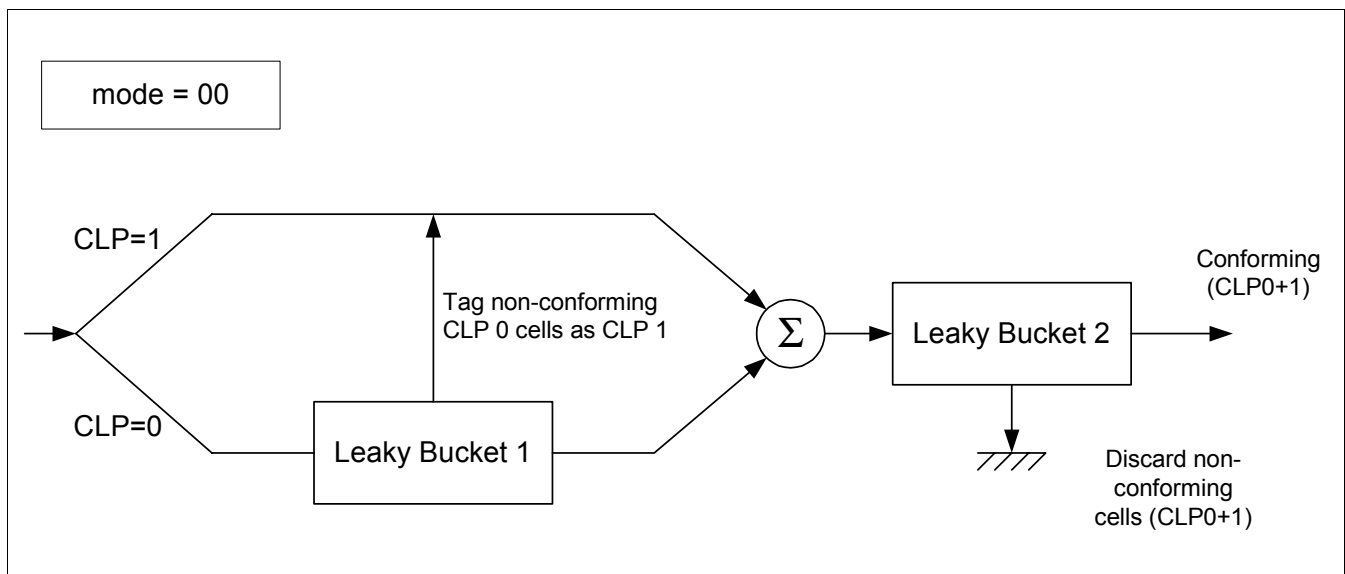 mode = 00
CLP=1
Tag non-conforming
CLP 0 cells as CLP 1
CLP=0
Leaky Bucket 1
Σ
Leaky Bucket 2
Conforming
(CLP0+1)
Discard non-
conforming
cells (CLP0+1)